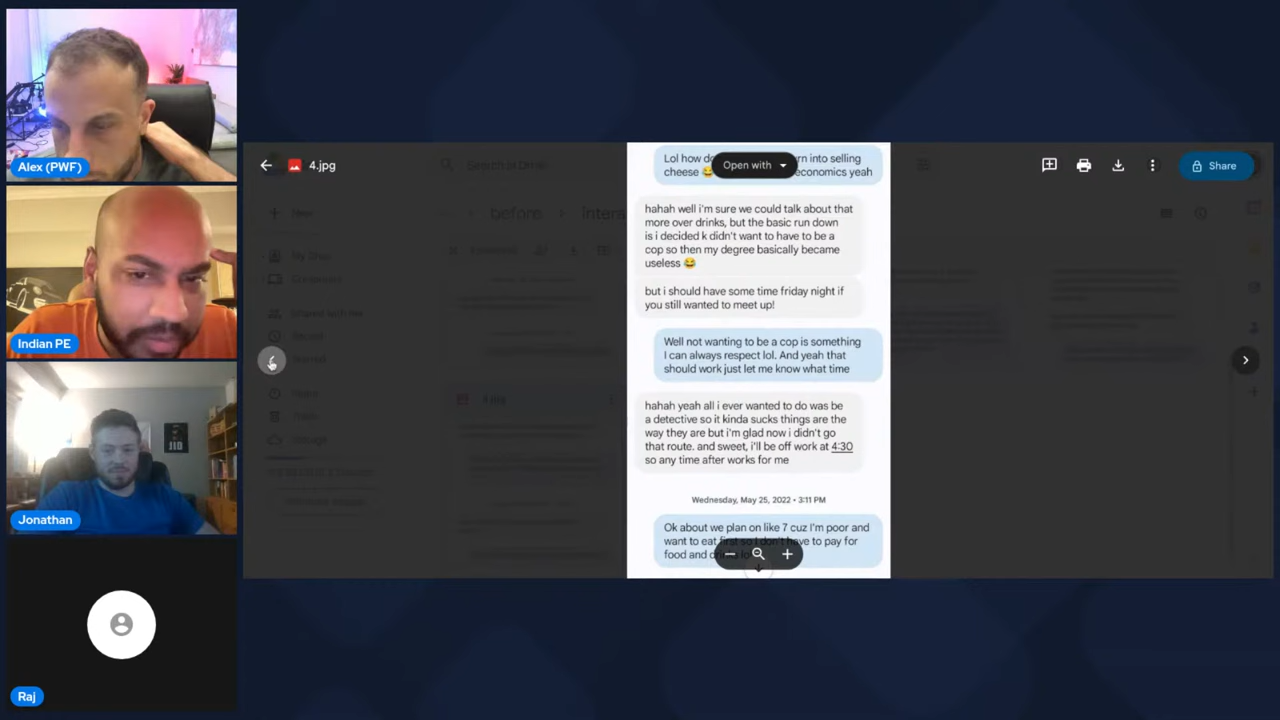 Alex (PWF)
Indian PE
Jonathan
Raj
4.jpg
Open with
Share
Lol how do rn into selling
cheese 😂 economics yeah
hahah well i'm sure we could talk about that
more over drinks, but the basic run down
is i decided k didn't want to have to be a
cop so then my degree basically became
useless 😂
but i should have some time friday night if
you still wanted to meet up!
Well not wanting to be a cop is something
I can always respect lol. And yeah that
should work just let me know what time
hahah yeah all i ever wanted to do was be
a detective so it kinda sucks things are the
way they are but i'm glad now i didn't go
that route. and sweet, i'll be off work at 4:30
so any time after works for me
Wednesday, May 25, 2022 • 3:11 PM
Ok about we plan on like 7 cuz I'm poor and
want to eat first so I don't have to pay for
food and
New
before > 
Shared with me